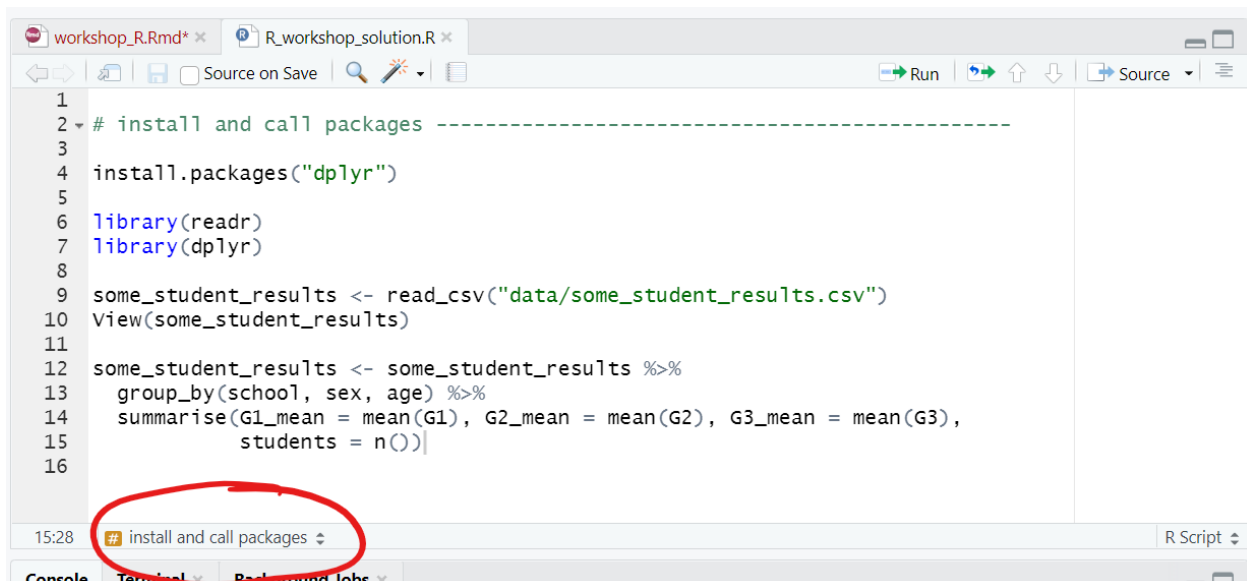 workshop_R.Rmd* × R_workshop_solution.R ×
Source on Save Run Source
1
2 # install and call packages -----------------------------------------------
3
4 install.packages("dplyr")
5
6 library(readr)
7 library(dplyr)
8
9 some_student_results <- read_csv("data/some_student_results.csv")
10 View(some_student_results)
11
12 some_student_results <- some_student_results %>%
13 group_by(school, sex, age) %>%
14 summarise(G1_mean = mean(G1), G2_mean = mean(G2), G3_mean = mean(G3),
15 students = n())
16
15:28 # install and call packages R Script
Console Terminal × Background Jobs ×